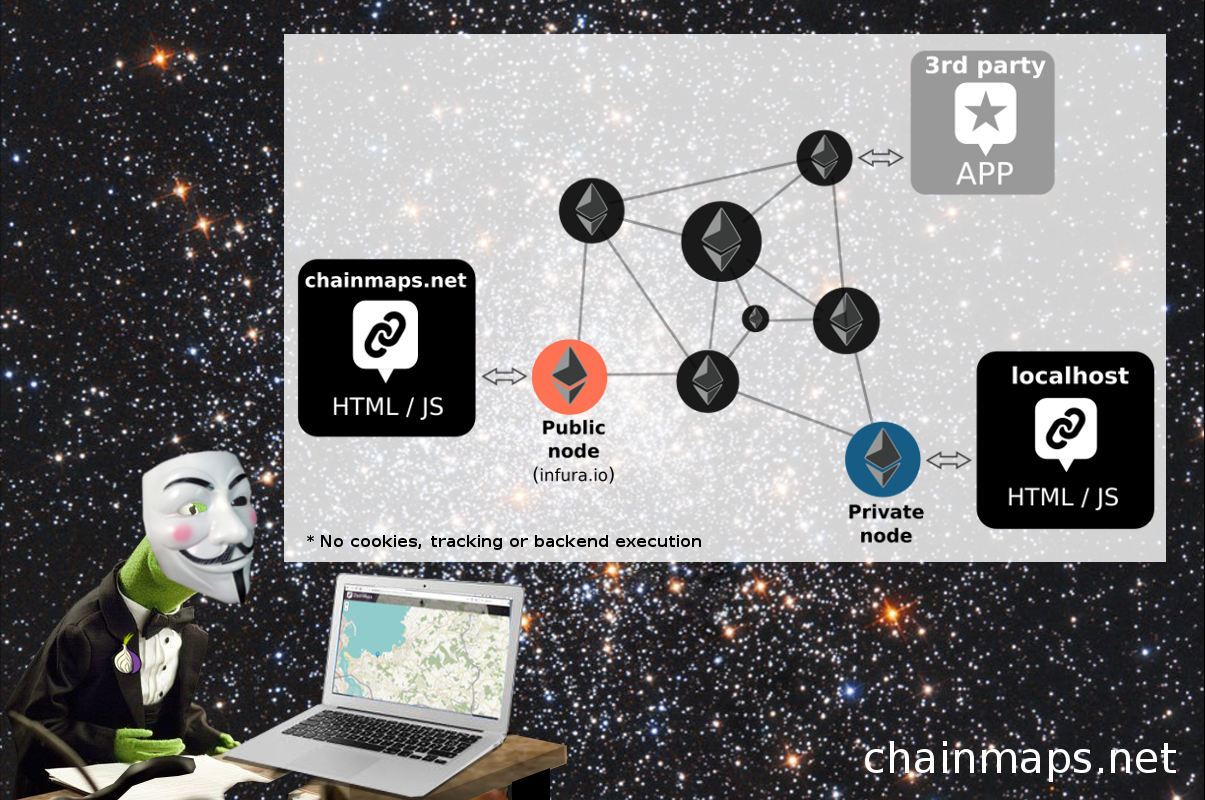 3rd party
APP
chainmaps.net
HTML / JS
Public
node
(infura.io)
localhost
HTML / JS
Private
node
* No cookies, tracking or backend execution
chainmaps.net